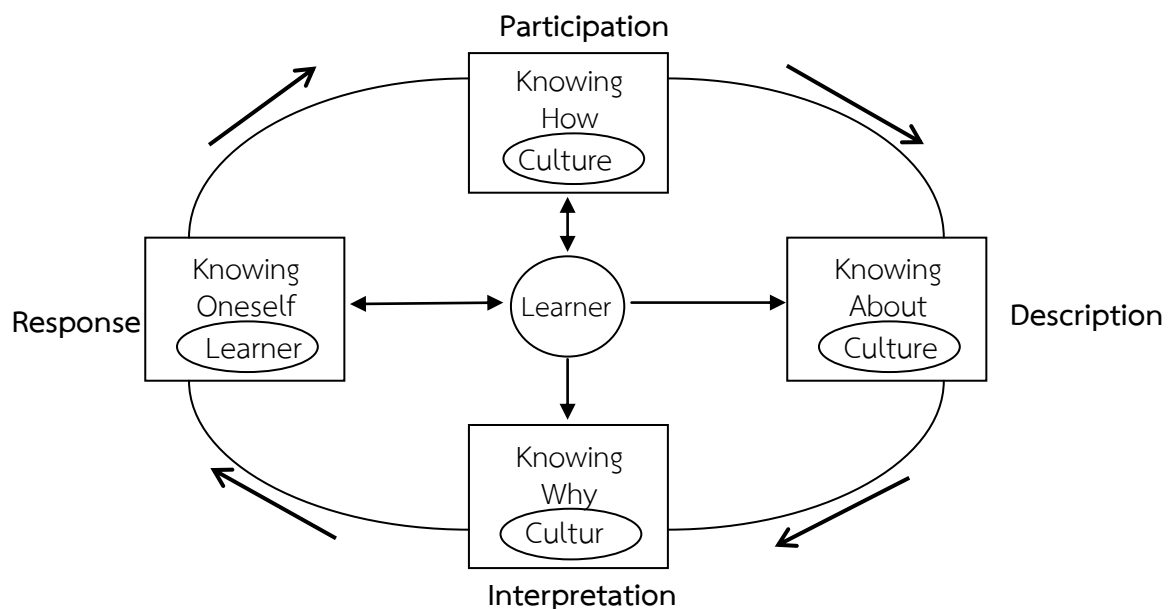 Participation
Knowing
How
Culture
Knowing
Oneself
Learner
Response
Learner
Knowing
About
Culture
Description
Knowing
Why
Cultur
Interpretation